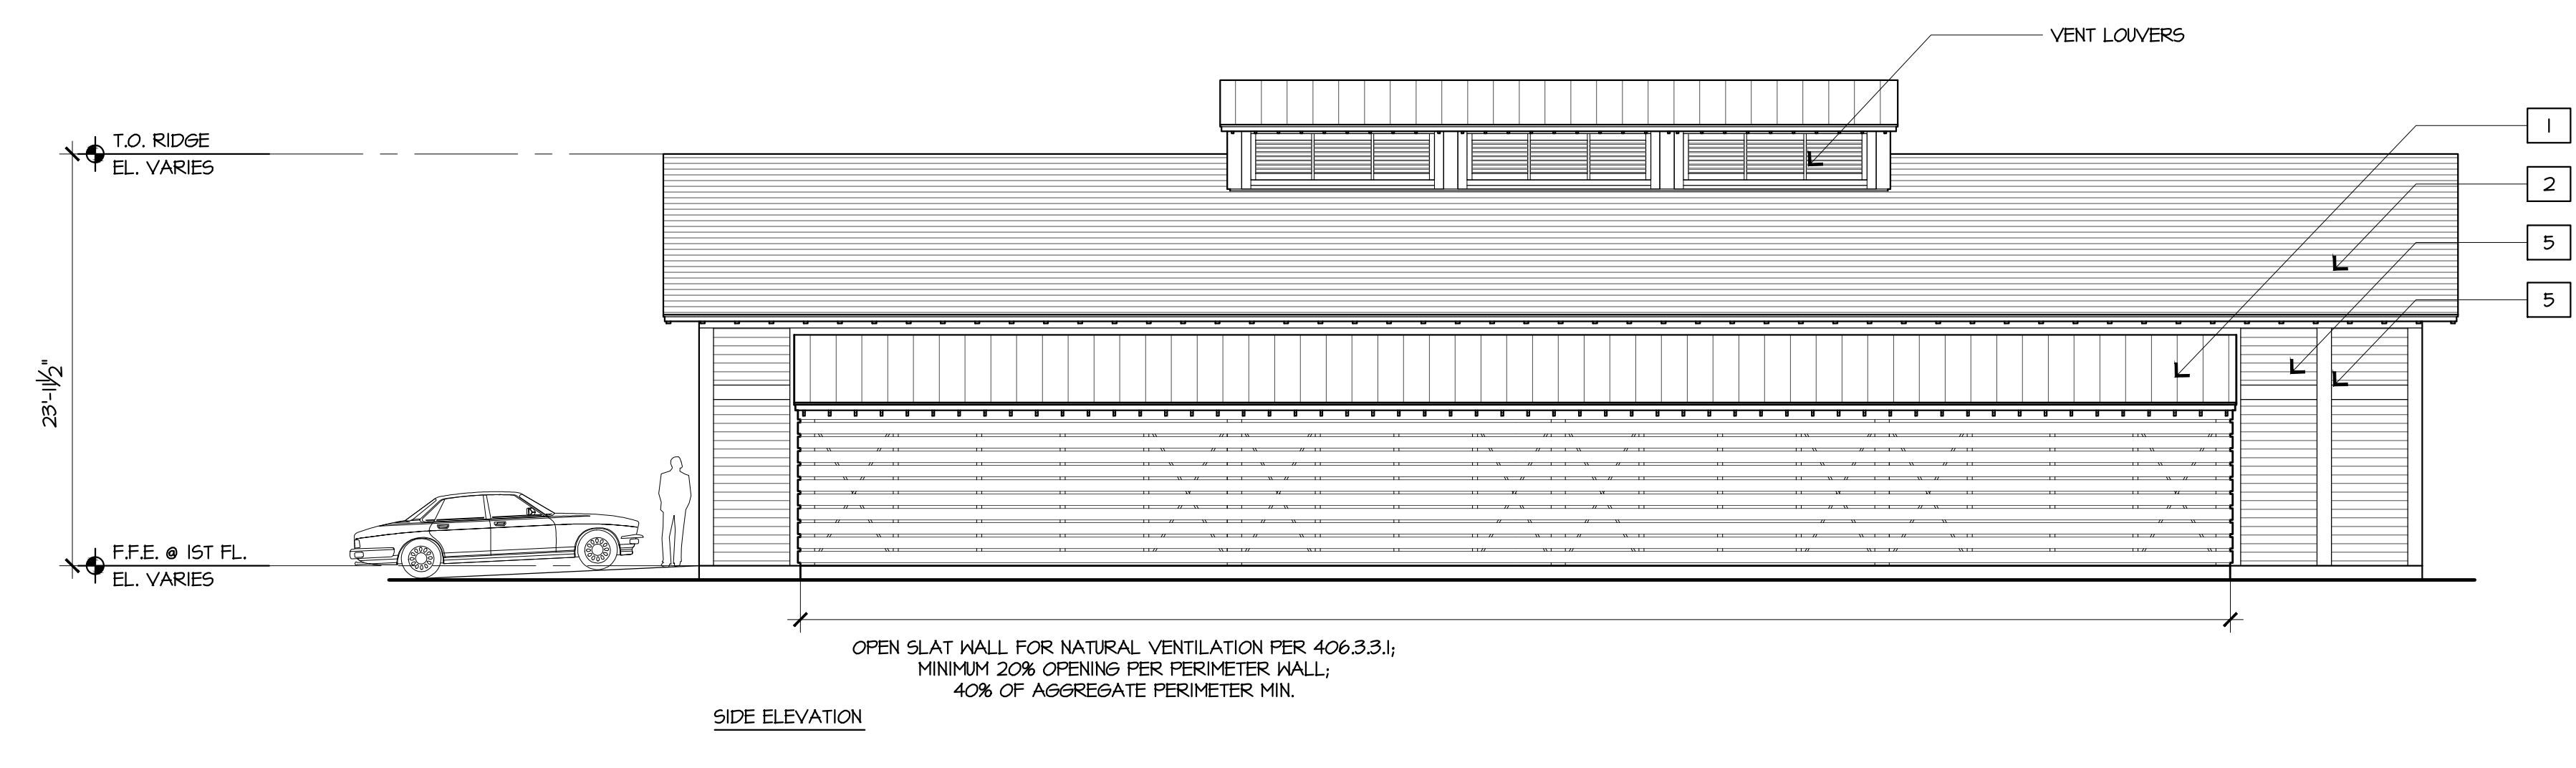 VENT LOUVERS
T.O. RIDGE
EL. VARIES
1
2
5
5
23'-11½"
F.F.E. @ 1ST FL.
EL. VARIES
OPEN SLAT WALL FOR NATURAL VENTILATION PER 406.3.3.1;
MINIMUM 20% OPENING PER PERIMETER WALL;
40% OF AGGREGATE PERIMETER MIN.
SIDE ELEVATION